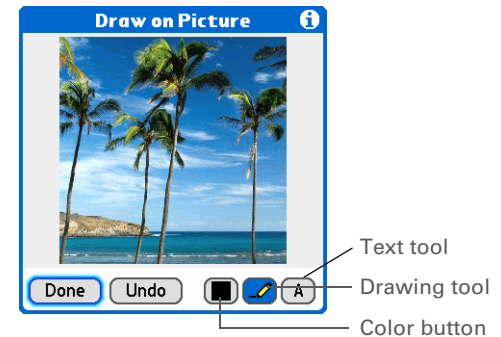 Draw on Picture i
Done Undo A
Text tool
Drawing tool
Color button